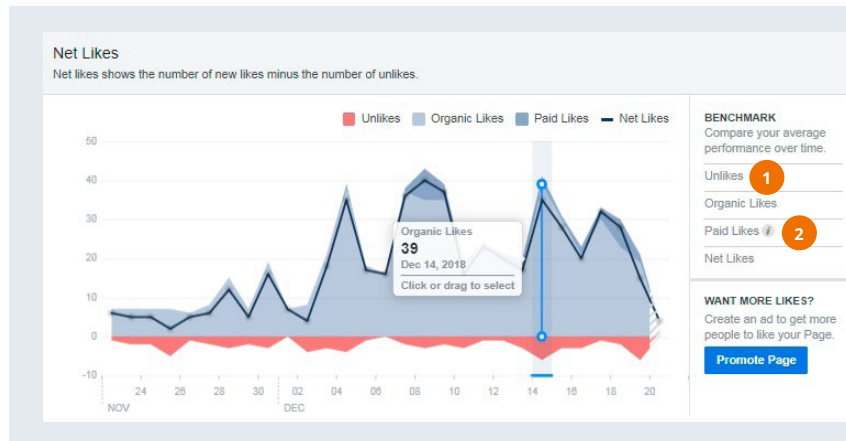 Net Likes
Net likes shows the number of new likes minus the number of unlikes.
Unlikes Organic Likes Paid Likes Net Likes
50
40
30
20
10
0
-10
Organic Likes
39
Dec 14, 2018
Click or drag to select
24 26 28 30 02 04 06 08 10 12 14 16 18 20
NOV DEC
BENCHMARK
Compare your average
performance over time.
Unlikes 1
Organic Likes
Paid Likes i 2
Net Likes
WANT MORE LIKES?
Create an ad to get more
people to like your Page.
Promote Page